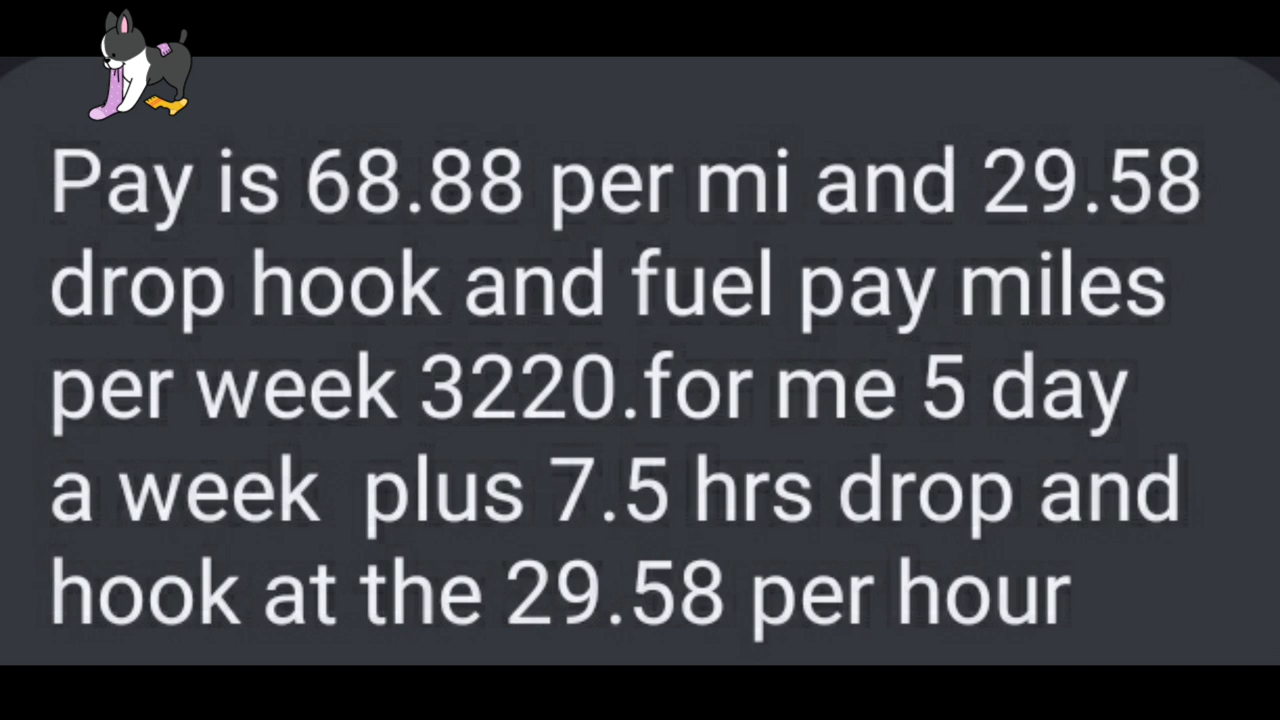 Pay is 68.88 per mi and 29.58
drop hook and fuel pay miles
per week 3220.for me 5 day
a week  plus 7.5 hrs drop and
hook at the 29.58 per hour